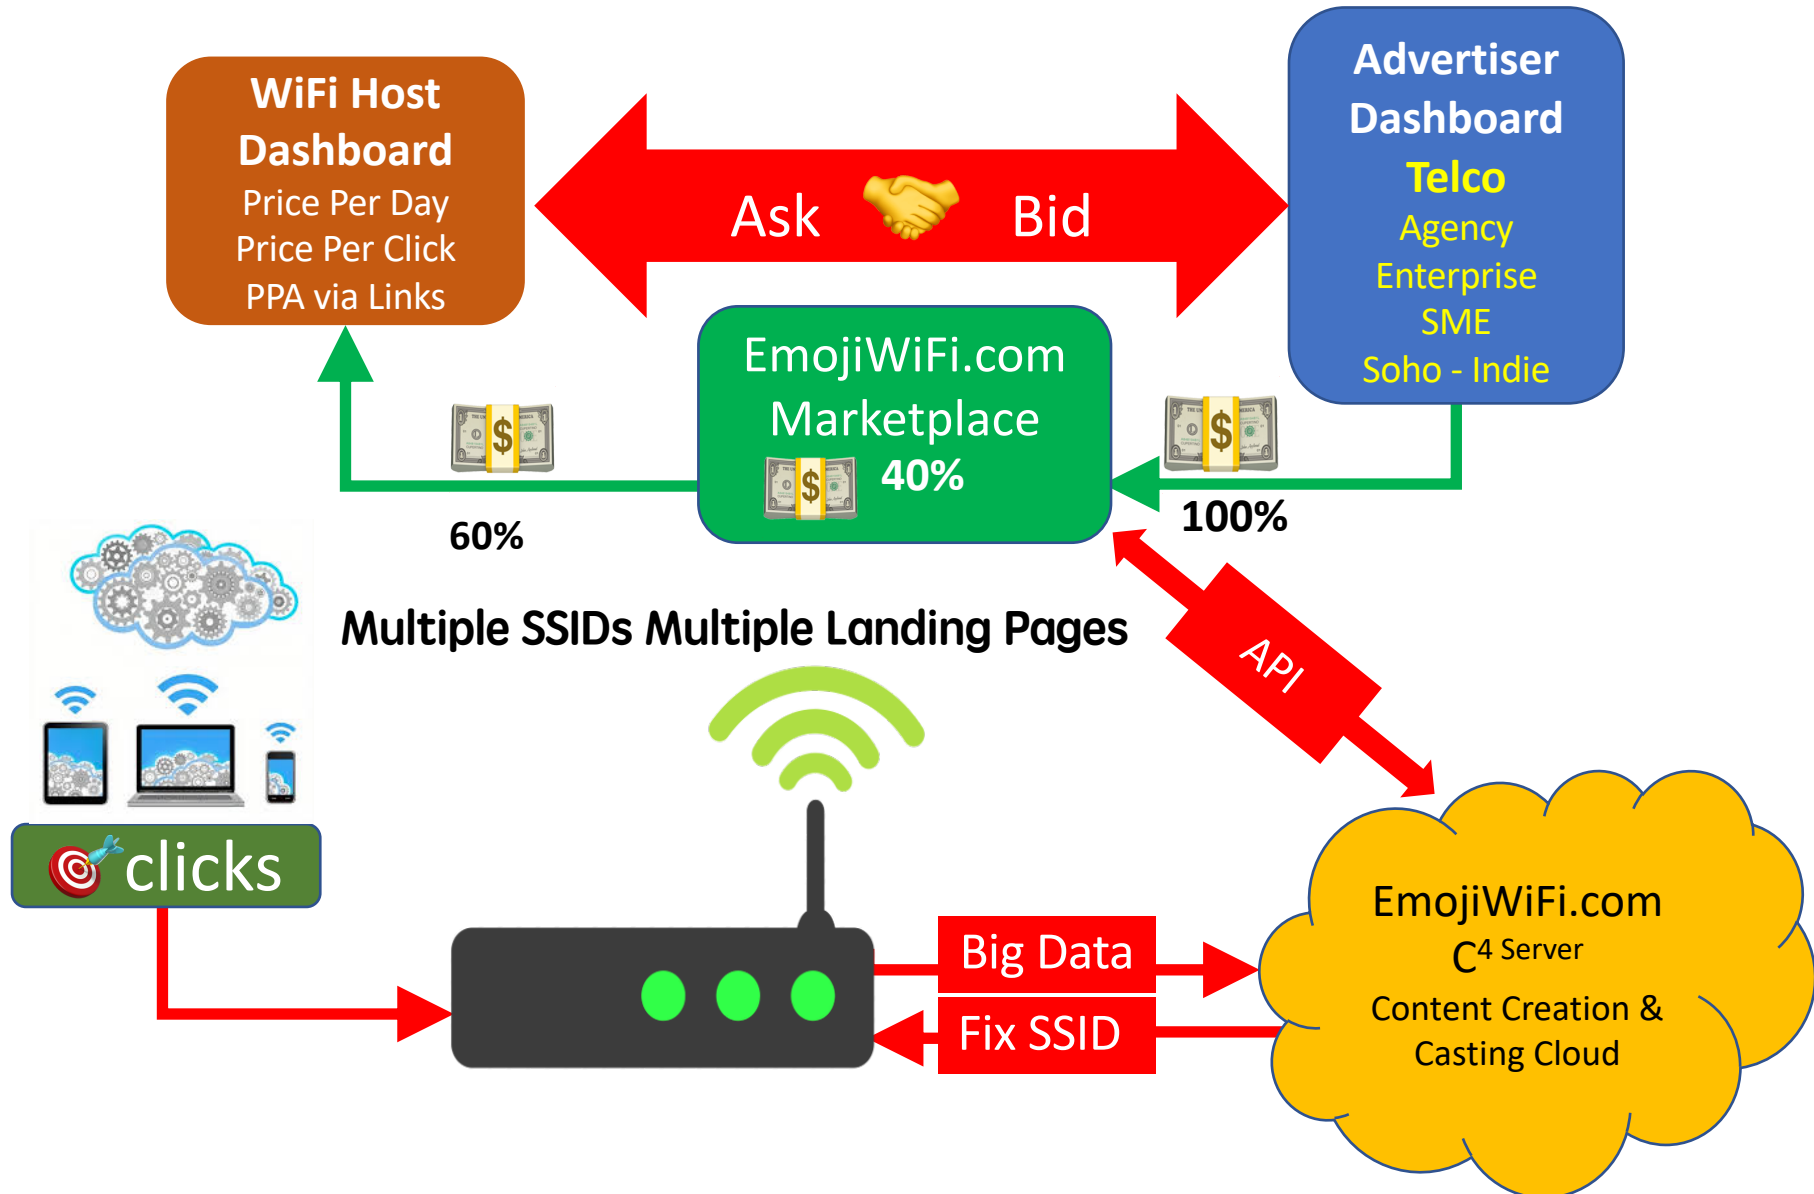 WiFi Host
Dashboard
Price Per Day
Price Per Click
PPA via Links
Ask
Bid
Advertiser
Dashboard
Telco
Agency
Enterprise
SME
Soho - Indie
EmojiWiFi.com
Marketplace
40%
60%
100%
Multiple SSIDs Multiple Landing Pages
API
clicks
Big Data
Fix SSID
EmojiWiFi.com
C4 Server
Content Creation &
Casting Cloud